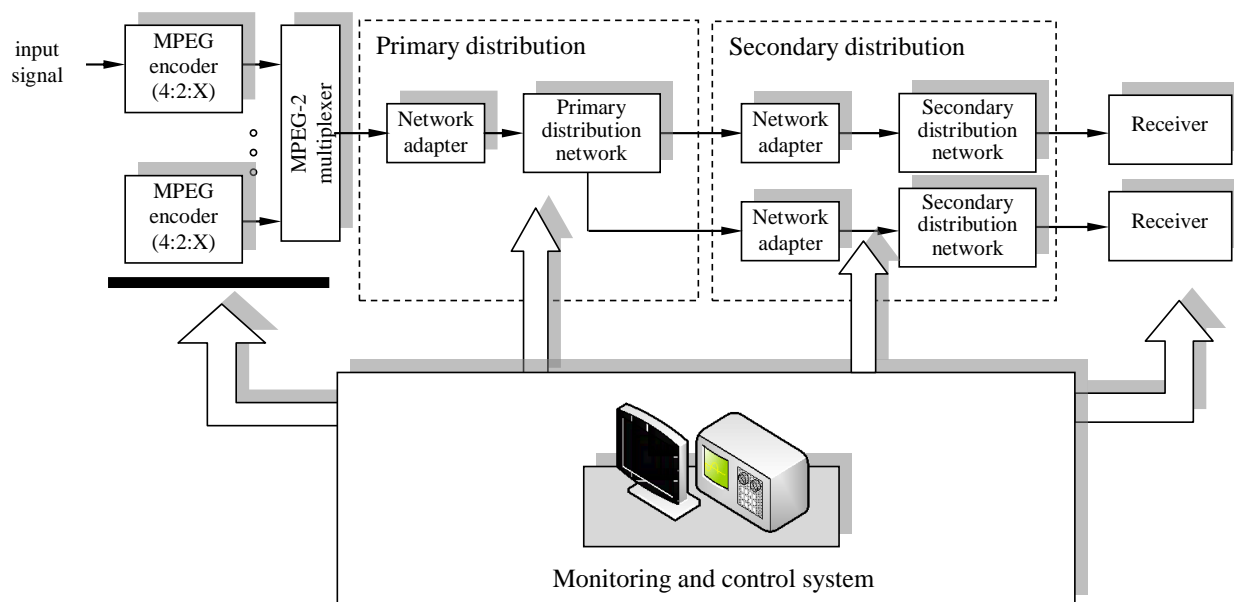 input
signal
MPEG
encoder
(4:2:X)
MPEG
encoder
(4:2:X)
MPEG-2
multiplexer
Primary distribution
Network
adapter
Primary
distribution
network
Secondary distribution
Network
adapter
Secondary
distribution
network
Receiver
Network
adapter
Secondary
distribution
network
Receiver
Monitoring and control system